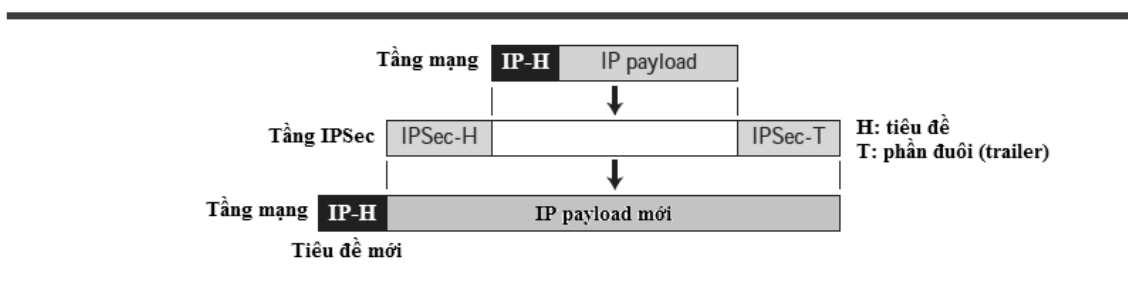 Tầng mạng IP-H IP payload
Tầng IPSec IPSec-H IPSec-T H: tiêu đề
T: phần đuôi (trailer)
Tầng mạng IP-H IP payload mới
Tiêu đề mới